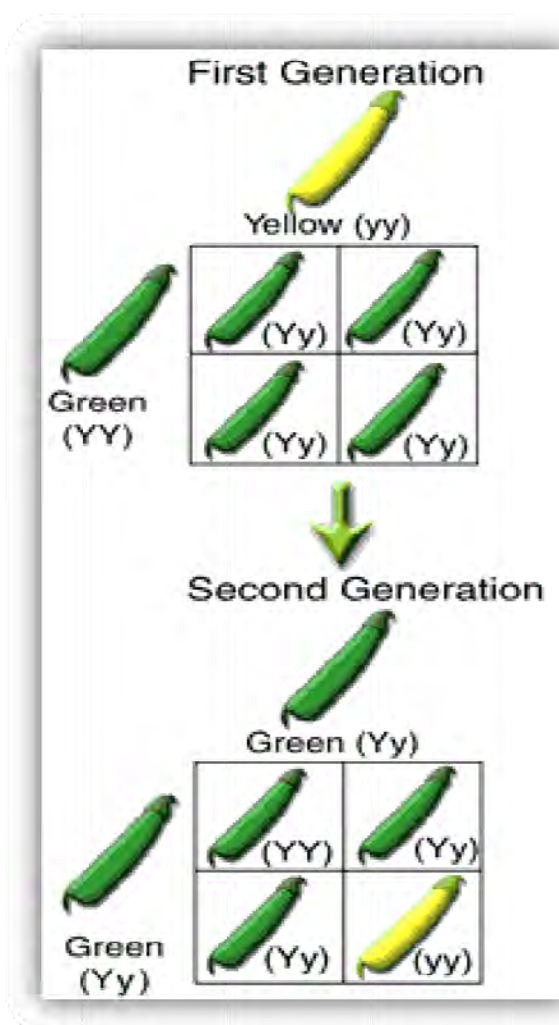 First Generation
Yellow (yy)
(Yy) (Yy)
Green
(YY)
(Yy) (Yy)
Second Generation
Green (Yy)
(YY) (Yy)
Green
(Yy)
(Yy) (yy)